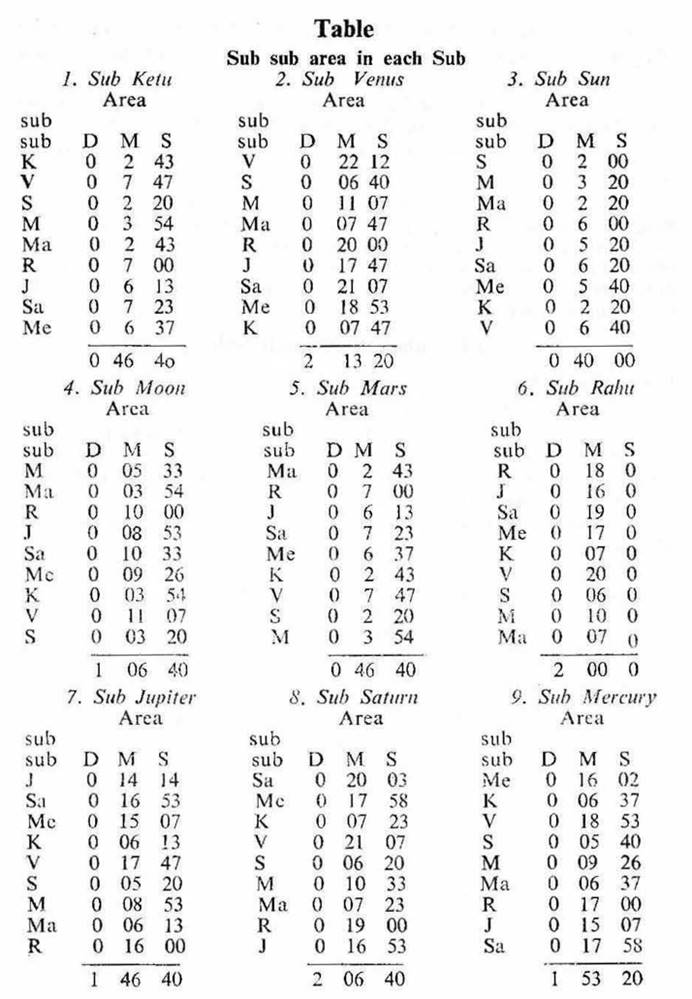 Table
Sub sub area in each Sub
1. Sub Ketu
Area
sub
sub D M S
K 0 2 43
V 0 7 47
S 0 2 20
M 0 3 54
Ma 0 2 43
R 0 7 00
J 0 6 13
Sa 0 7 23
Me 0 6 37
0 46 4o
2. Sub Venus
Area
sub
sub D M S
V 0 22 12
S 0 06 40
M 0 11 07
Ma 0 07 47
R 0 20 00
J 0 17 47
Sa 0 21 07
Me 0 18 53
K 0 07 47
2 13 20
3. Sub Sun
Area
sub
sub D M S
S 0 2 00
M 0 3 20
Ma 0 2 20
R 0 6 00
J 0 5 20
Sa 0 6 20
Me 0 5 40
K 0 2 20
V 0 6 40
0 40 00
4. Sub Moon
Area
sub
sub D M S
M 0 05 33
Ma 0 03 54
R 0 10 00
J 0 08 53
Sa 0 10 33
Me 0 09 26
K 0 03 54
V 0 11 07
S 0 03 20
1 06 40
5. Sub Mars
Area
sub
sub D M S
Ma 0 2 43
R 0 7 00
J 0 6 13
Sa 0 7 23
Me 0 6 37
K 0 2 43
V 0 7 47
S 0 2 20
M 0 3 54
0 46 40
6. Sub Rahu
Area
sub
sub D M S
R 0 18 0
J 0 16 0
Sa 0 19 0
Me 0 17 0
K 0 07 0
V 0 20 0
S 0 06 0
M 0 10 0
Ma 0 07 0
2 00 0
7. Sub Jupiter
Area
sub
sub D M S
J 0 14 14
Sa 0 16 53
Me 0 15 07
K 0 06 13
V 0 17 47
S 0 05 20
M 0 08 53
Ma 0 06 13
R 0 16 00
1 46 40
8. Sub Saturn
Area
sub
sub D M S
Sa 0 20 03
Me 0 17 58
K 0 07 23
V 0 21 07
S 0 06 20
M 0 10 33
Ma 0 07 23
R 0 19 00
J 0 16 53
2 06 40
9. Sub Mercury
Area
sub
sub D M S
Me 0 16 02
K 0 06 37
V 0 18 53
S 0 05 40
M 0 09 26
Ma 0 06 37
R 0 17 00
J 0 15 07
Sa 0 17 58
1 53 20